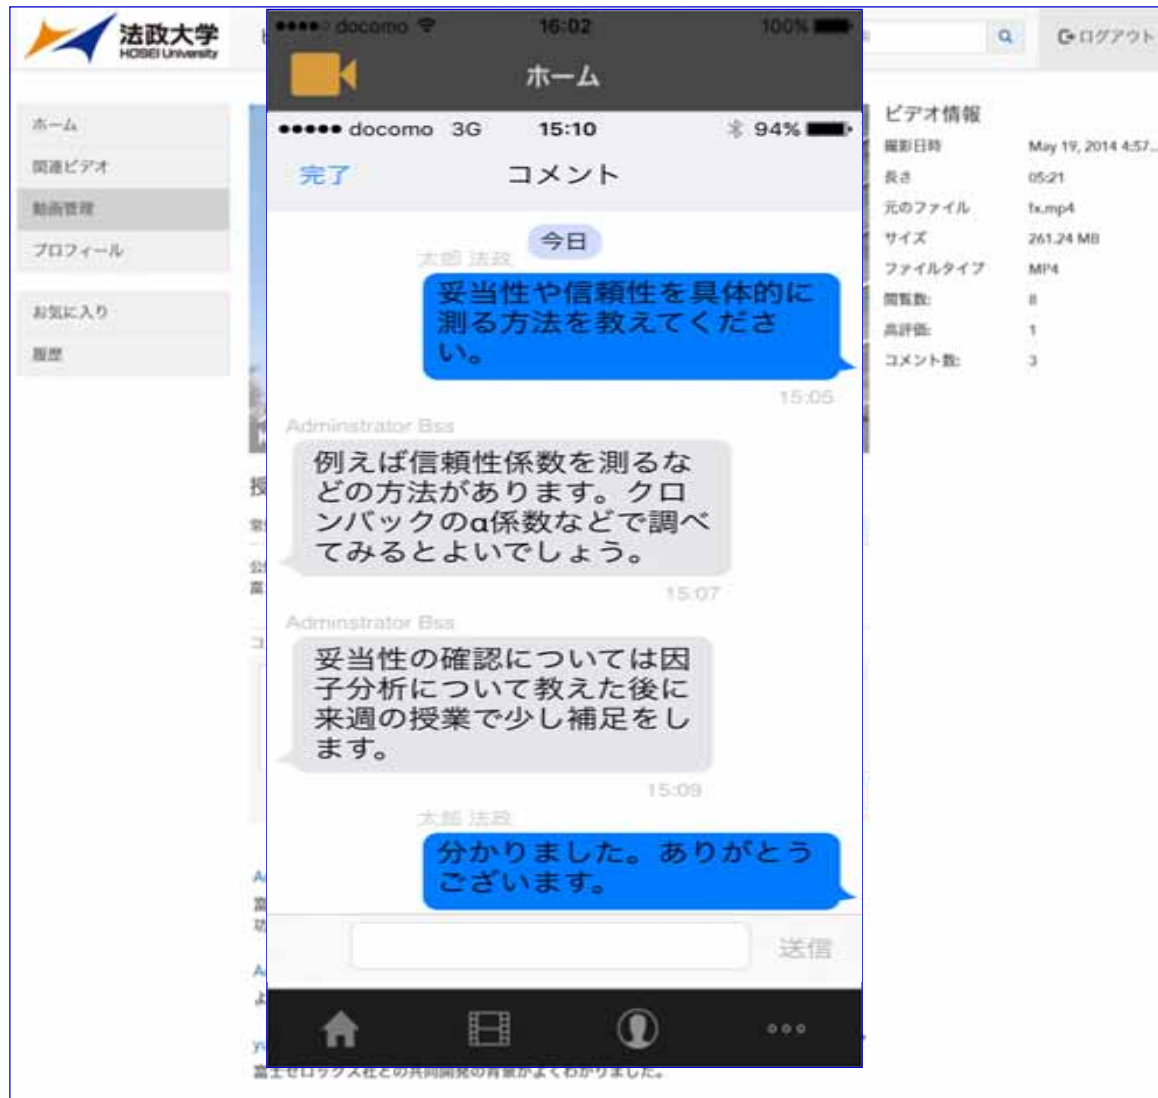 法政大学
HOSEI University
ログアウト
ホーム
関連ビデオ
動画管理
プロフィール
お気に入り
履歴
docomo 16:02 100%
ホーム
docomo 3G 15:10 94%
完了 コメント
今日
太郎 法政
妥当性や信頼性を具体的に
測る方法を教えてくださ
い。
15:05
Adminstrator Bss
例えば信頼性係数を測るな
どの方法があります。クロ
ンバックのα係数などで調べ
てみるとよいでしょう。
15:07
Adminstrator Bss
妥当性の確認については因
子分析について教えた後に
来週の授業で少し補足をし
ます。
15:09
太郎 法政
分かりました。ありがとう
ございます。
送信
ビデオ情報
撮影日時 May 19, 2014 4:57...
長さ 05:21
元のファイル fx.mp4
サイズ 261.24 MB
ファイルタイプ MP4
閲覧数: 8
高評価: 1
コメント数: 3
富士ゼロックス社との共同開発の背景がよくわかりました。